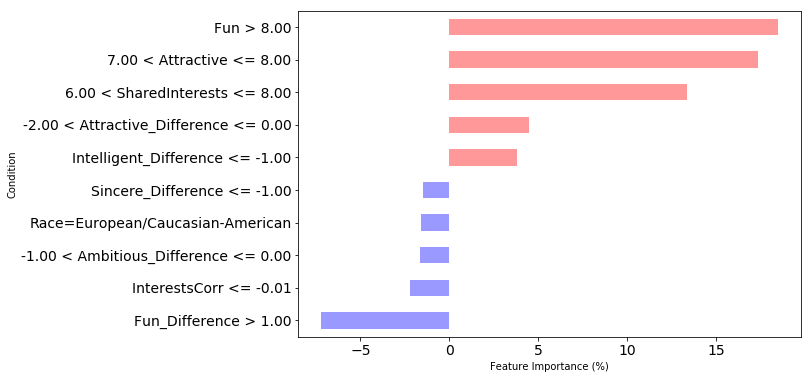 Fun > 8.00
7.00 < Attractive <= 8.00
6.00 < SharedInterests <= 8.00
-2.00 < Attractive_Difference <= 0.00
Intelligent_Difference <= -1.00
Sincere_Difference <= -1.00
Race=European/Caucasian-American
-1.00 < Ambitious_Difference <= 0.00
InterestsCorr <= -0.01
Fun_Difference > 1.00
Condition
−5 0 5 10 15
Feature Importance (%)